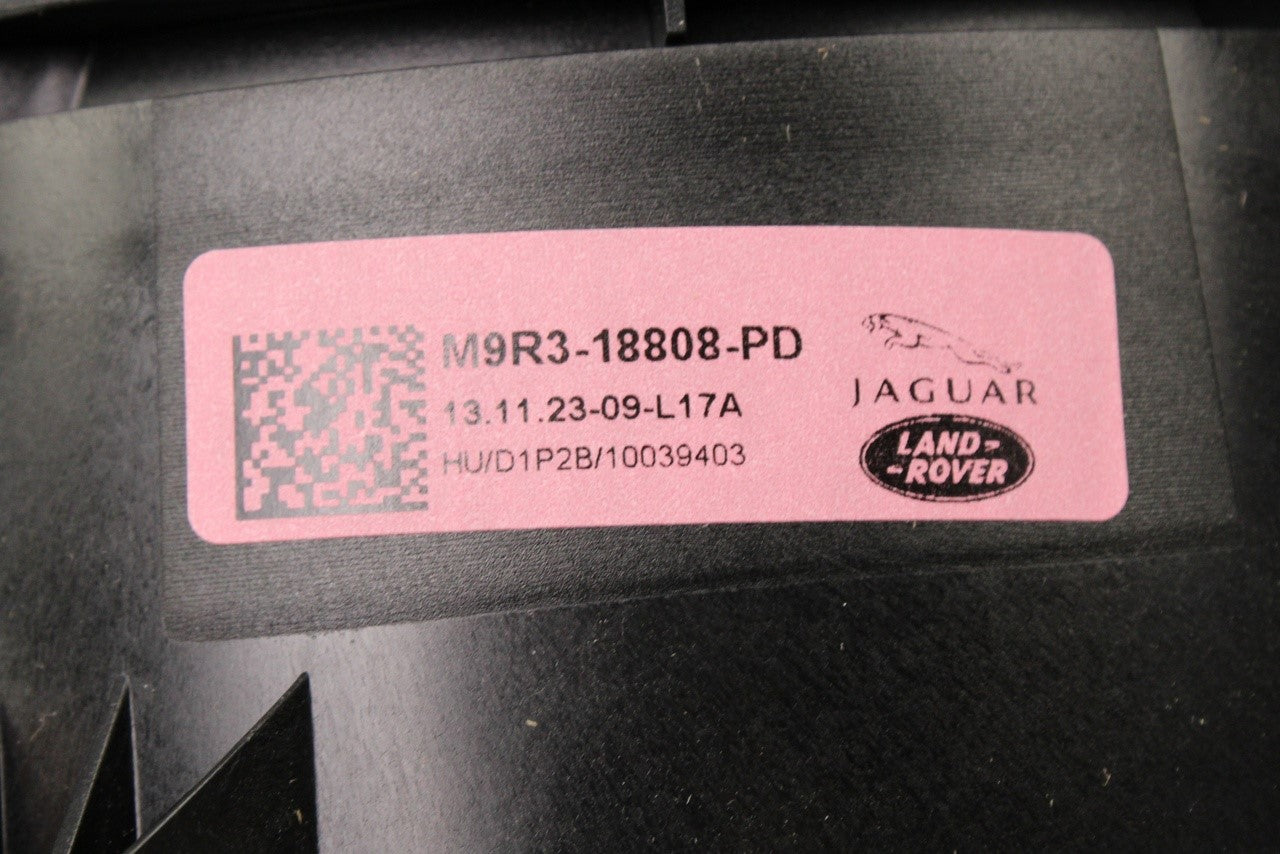 M9R3-18808-PD
13.11.23-09-L17A
HU/D1P2B/10039403
JAGUAR
LAND-
-ROVER